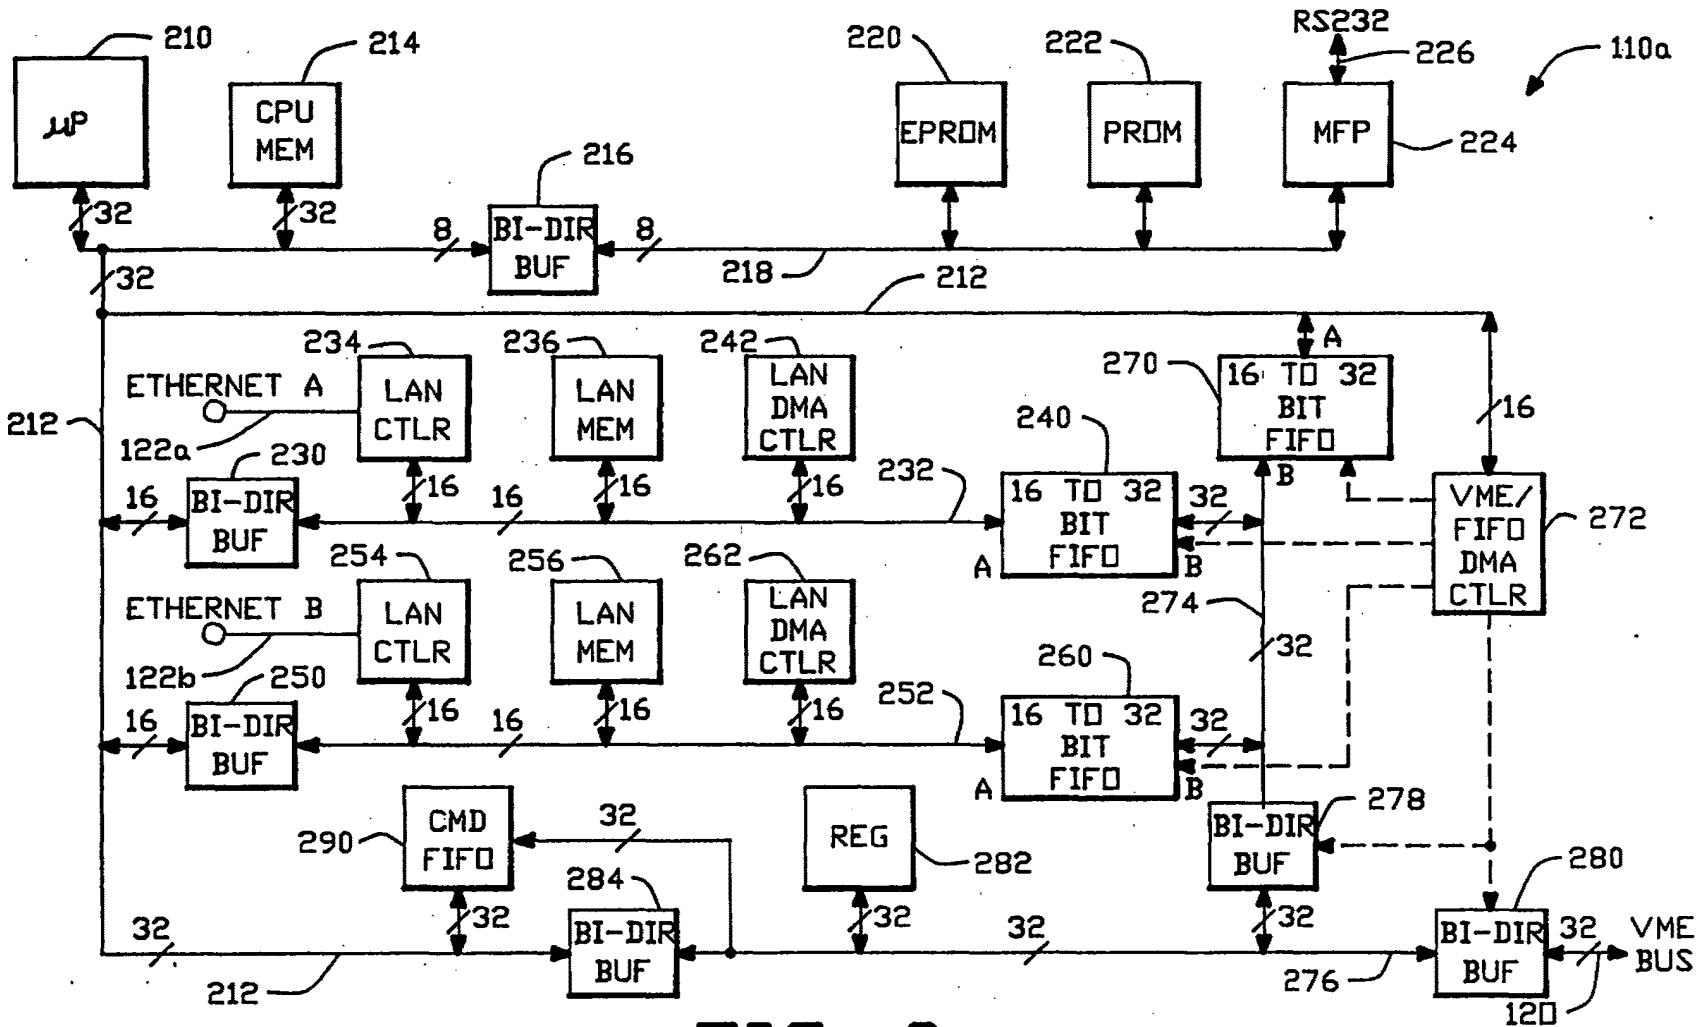 210
214
220
222
RS232
226
110a
µP
CPU
MEM
216
EPROM
PROM
MFP
224
32
32
8
BI-DIR
BUF
8
218
32
212
234
236
242
A
270
16 TO 32
BIT
FIFO
16
ETHERNET A
LAN
CTLR
LAN
MEM
LAN
DMA
CTLR
212
122a
230
240
B
16
BI-DIR
BUF
16
16
16
16
232
16 TO 32
BIT
FIFO
32
A
B
VME/
FIFO
DMA
CTLR
272
254
256
262
274
ETHERNET B
LAN
CTLR
LAN
MEM
LAN
DMA
CTLR
32
122b
250
260
16
BI-DIR
BUF
16
16
16
16
252
16 TO 32
BIT
FIFO
32
A
B
290
CMD
FIFO
32
REG
282
BI-DIR
BUF
278
284
280
32
32
BI-DIR
BUF
32
32
32
BI-DIR
BUF
32
VME
BUS
212
276
120